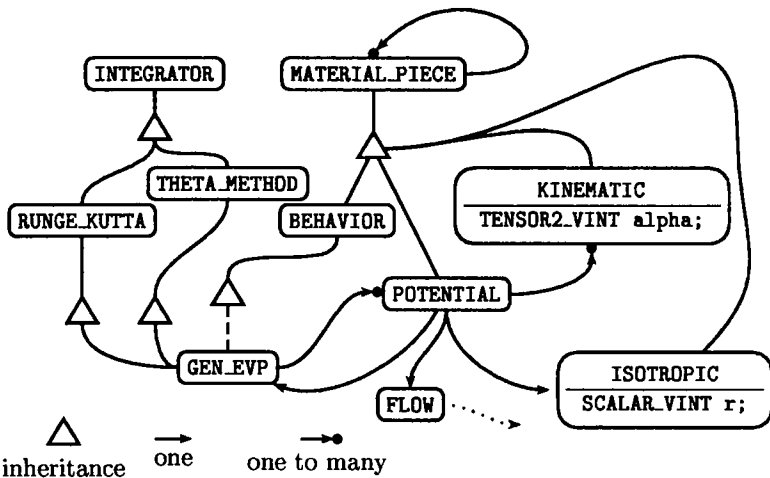 INTEGRATOR
MATERIAL_PIECE
THETA_METHOD
KINEMATIC
TENSOR2_VINT alpha;
RUNGE_KUTTA
BEHAVIOR
POTENTIAL
GEN_EVP
ISOTROPIC
SCALAR_VINT r;
FLOW
inheritance
one
one to many